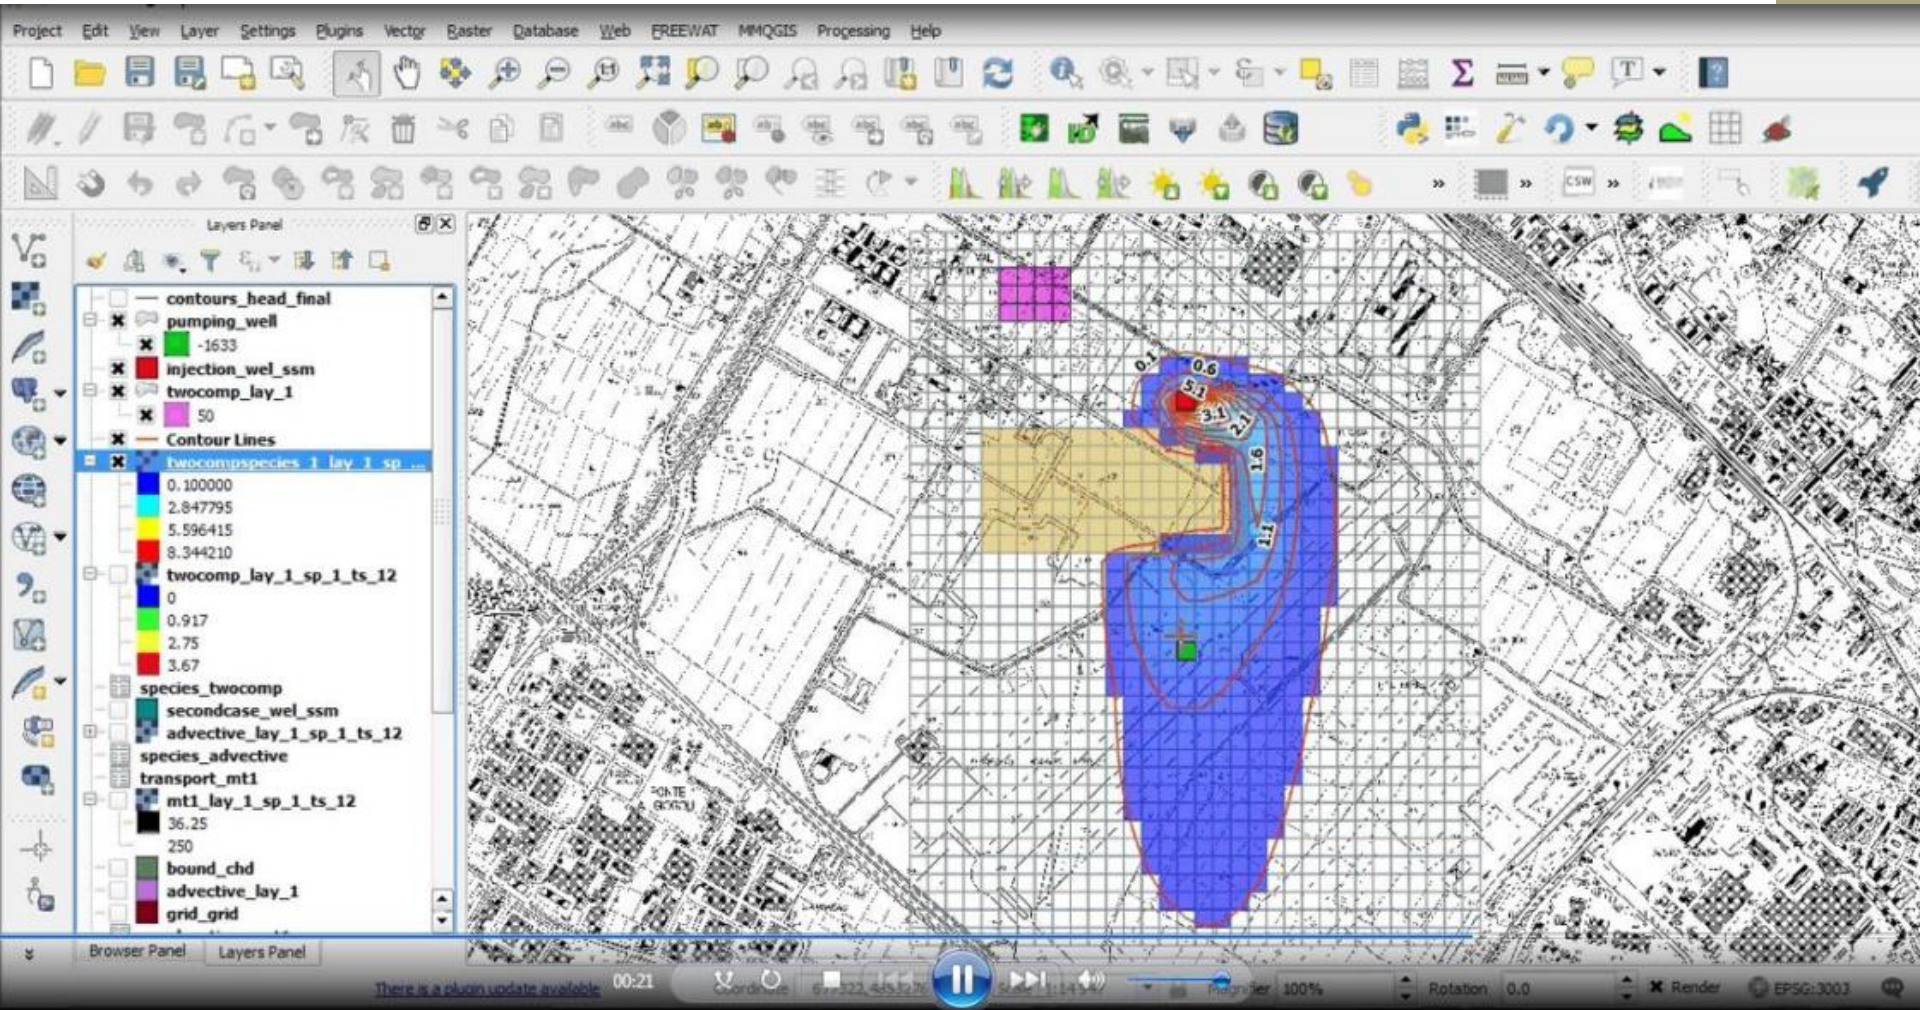 Project Edit View Layer Settings Plugins Vector Raster Database Web FREEWAT MMQGIS Processing Help
CSW
Layers Panel
contours_head_final
pumping_well
-1633
injection_wel_ssm
twocomp_lay_1
50
Contour Lines
twocompspecies_1_lay_1_sp_...
0.100000
2.847795
5.596415
8.344210
twocomp_lay_1_sp_1_ts_12
0
0.917
2.75
3.67
species_twocomp
secondcase_wel_ssm
advective_lay_1_sp_1_ts_12
species_advective
transport_mt1
mt1_lay_1_sp_1_ts_12
36.25
250
bound_chd
advective_lay_1
grid_grid
0.1
0.6
5.1
3.1
2.1
1.6
1.1
Browser Panel Layers Panel
There is a plugin update available
00:21
Coordinate
Magnifier 100%
Rotation 0.0
Render
EPSG:3003